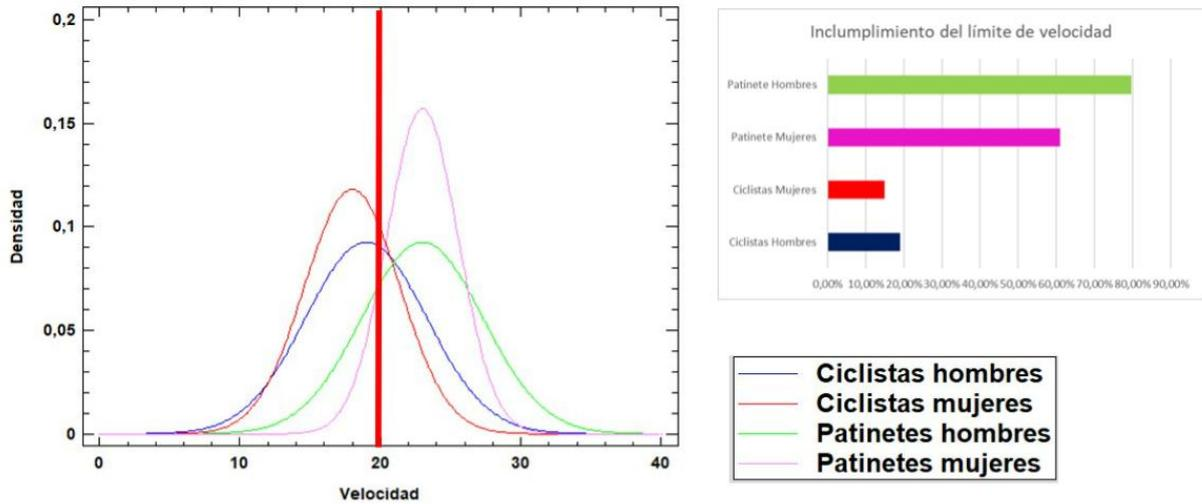 0,2
0,15
0,1
0,05
0
Densidad
0 10 20 30 40
Velocidad
Inclumplimiento del límite de velocidad
Patinete Hombres
Patinete Mujeres
Ciclistas Mujeres
Ciclistas Hombres
0,00% 10,00% 20,00% 30,00% 40,00% 50,00% 60,00% 70,00% 80,00% 90,00%
Ciclistas hombres
Ciclistas mujeres
Patinetes hombres
Patinetes mujeres